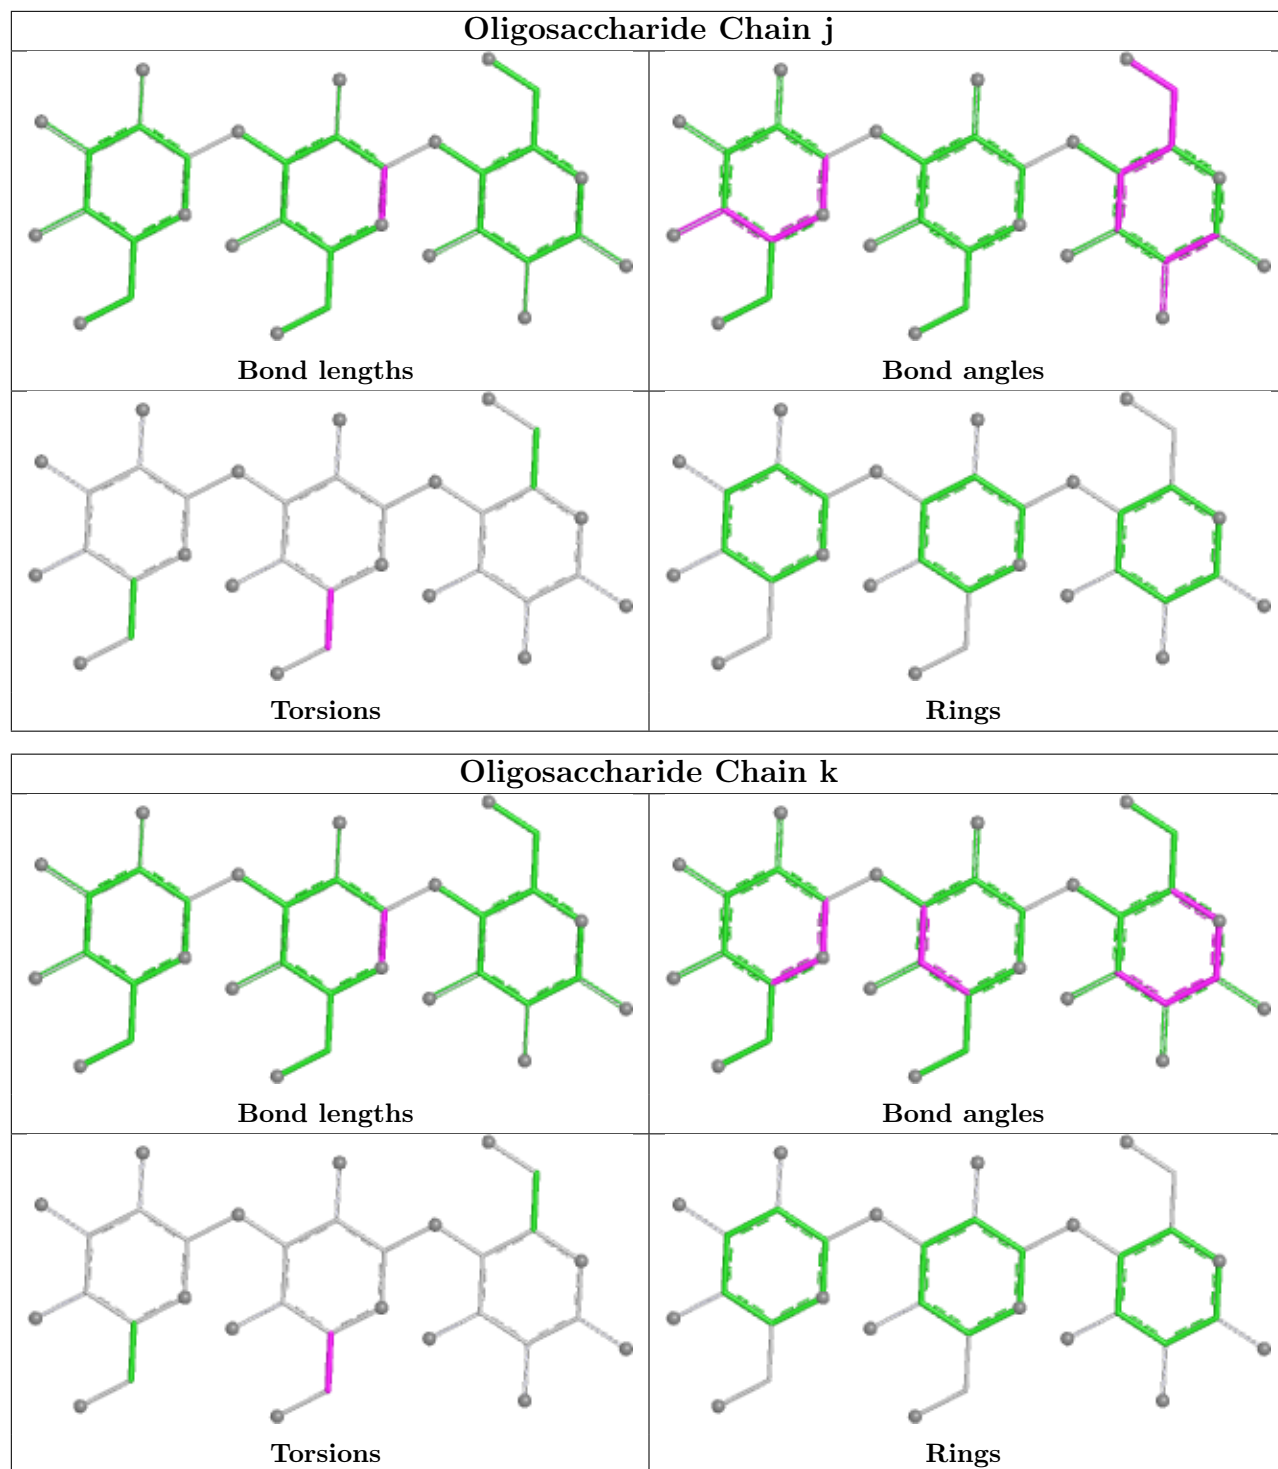 Oligosaccharide Chain j
Bond lengths
Bond angles
Torsions
Rings
Oligosaccharide Chain k
Bond lengths
Bond angles
Torsions
Rings